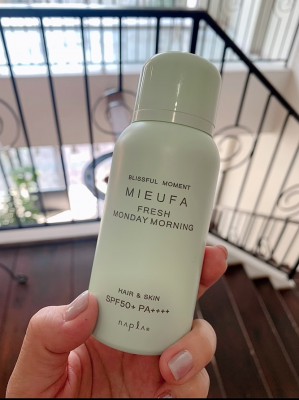 BLISSFUL MOMENT
MIEUFA
FRESH
MONDAY MORNING
HAIR & SKIN
SPF50+ PA++++
napla